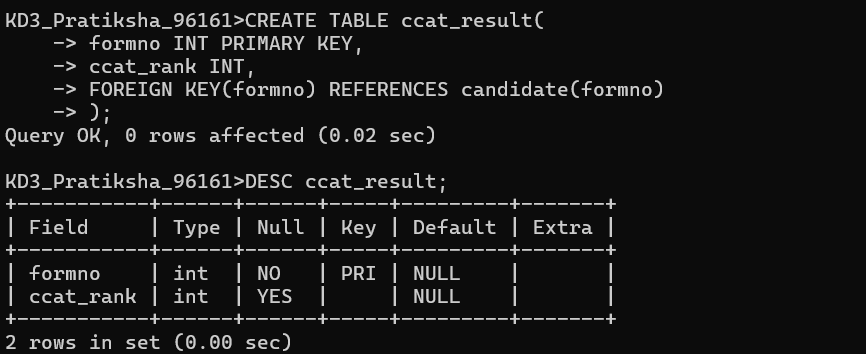 KD3_Pratiksha_96161>CREATE TABLE ccat_result(
    -> formno INT PRIMARY KEY,
    -> ccat_rank INT,
    -> FOREIGN KEY(formno) REFERENCES candidate(formno)
    -> );
Query OK, 0 rows affected (0.02 sec)

KD3_Pratiksha_96161>DESC ccat_result;
+-----------+------+------+-----+---------+-------+
| Field     | Type | Null | Key | Default | Extra |
+-----------+------+------+-----+---------+-------+
| formno    | int  | NO   | PRI | NULL    |       |
| ccat_rank | int  | YES  |     | NULL    |       |
+-----------+------+------+-----+---------+-------+
2 rows in set (0.00 sec)